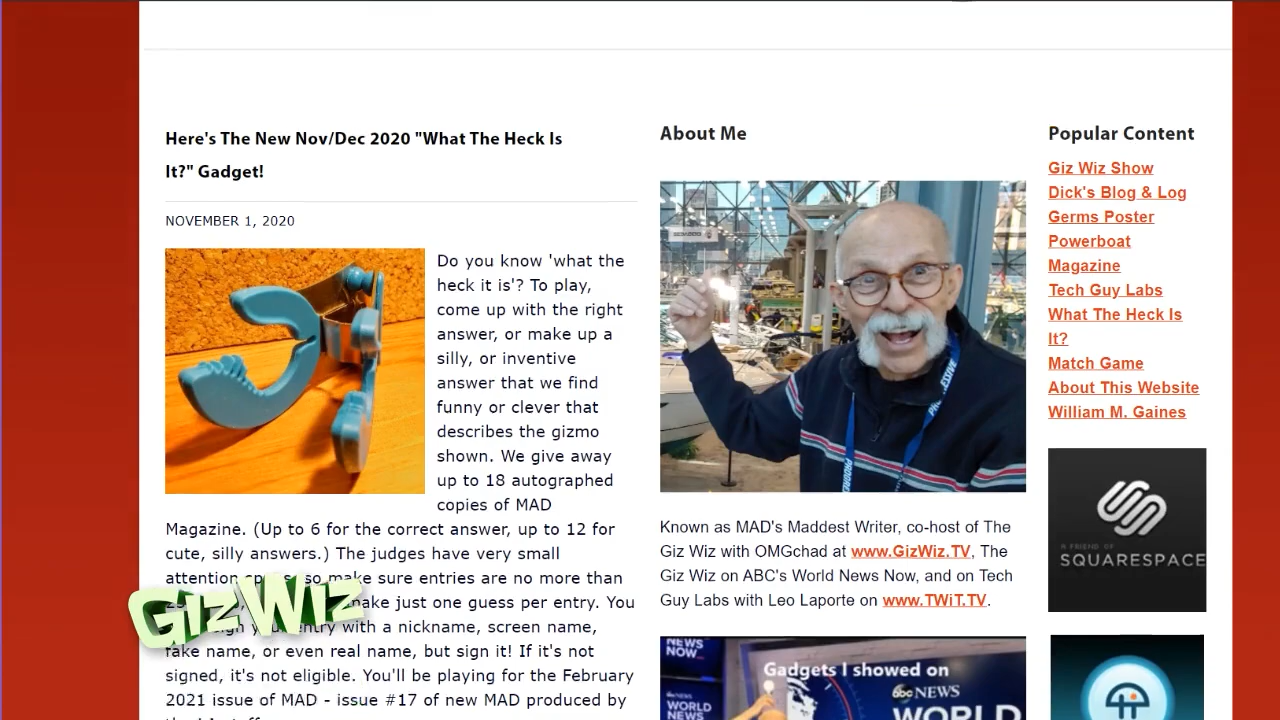 Here's The New Nov/Dec 2020 "What The Heck Is
It?" Gadget!
NOVEMBER 1, 2020
Do you know 'what the
heck it is'? To play,
come up with the right
answer, or make up a
silly, or inventive
answer that we find
funny or clever that
describes the gizmo
shown. We give away
up to 18 autographed
copies of MAD
Magazine. (Up to 6 for the correct answer, up to 12 for
cute, silly answers.) The judges have very small
attention so make sure entries are no more than
make just one guess per entry. You
entry with a nickname, screen name,
fake name, or even real name, but sign it! If it's not
signed, it's not eligible. You'll be playing for the February
2021 issue of MAD - issue #17 of new MAD produced by
GizWiz
About Me
Known as MAD's Maddest Writer, co-host of The
Giz Wiz with OMGchad at www.GizWiz.TV, The
Giz Wiz on ABC's World News Now, and on Tech
Guy Labs with Leo Laporte on www.TWiT.TV.
NEWS
NOW
Gadgets I showed on
abc NEWS
WORLD
WORLD
NEWS
Popular Content
Giz Wiz Show
Dick's Blog & Log
Germs Poster
Powerboat
Magazine
Tech Guy Labs
What The Heck Is
It?
Match Game
About This Website
William M. Gaines
A FRIEND OF
SQUARESPACE